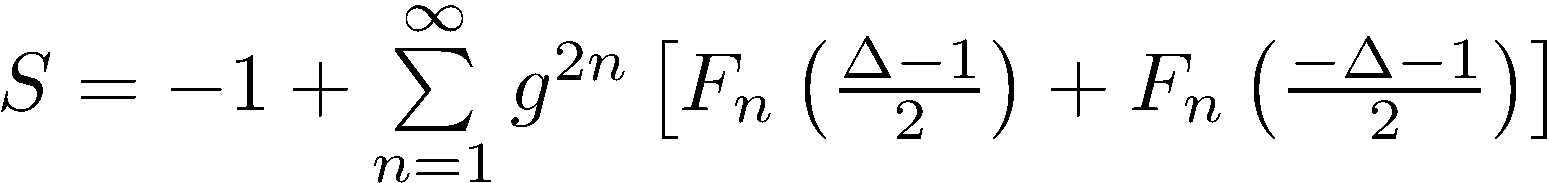 $S = -1 + \sum_{n=1}^{\infty} g^{2n} \left[ F_n \left( \frac{\Delta-1}{2} \right) + F_n \left( \frac{-\Delta-1}{2} \right) \right]$